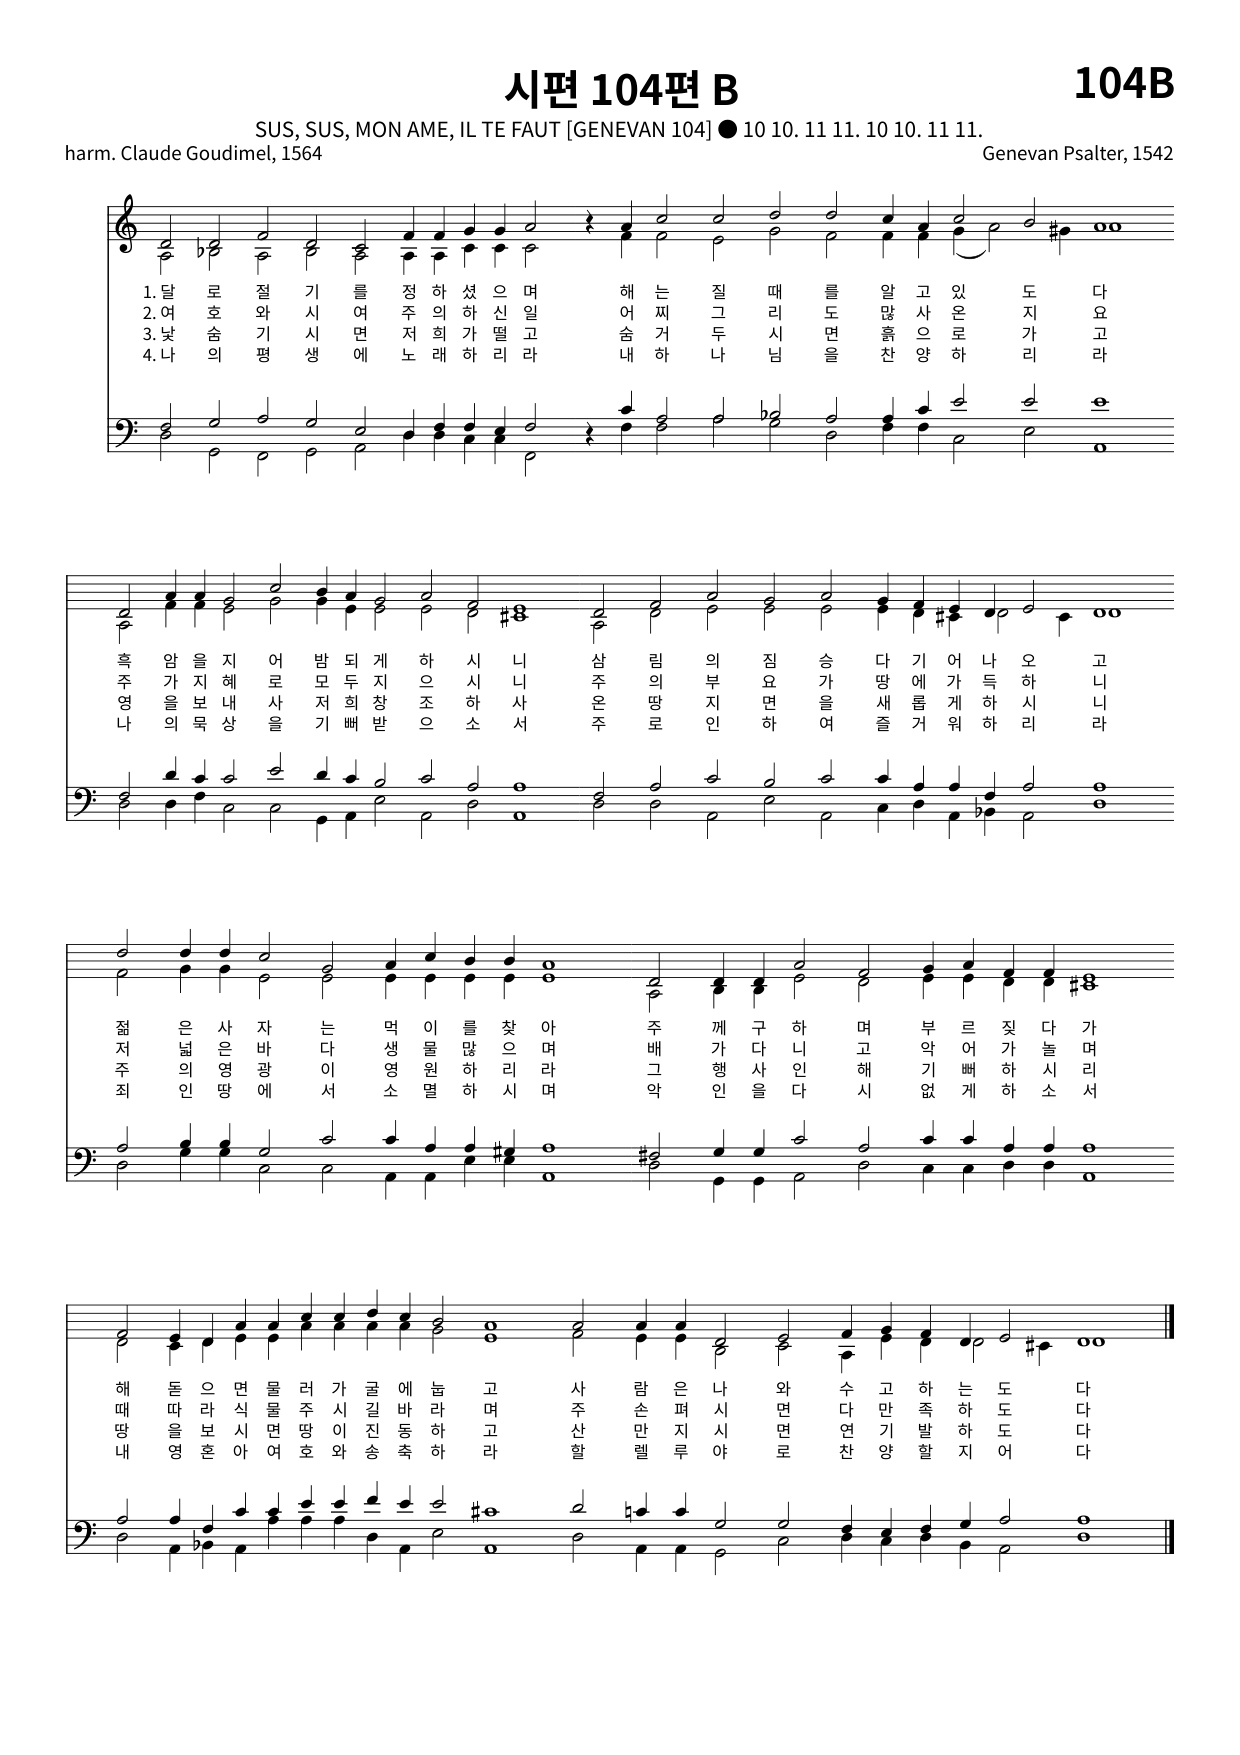 시편 104편 B
104B
SUS, SUS, MON AME, IL TE FAUT [GENEVAN 104] ● 10 10. 11 11. 10 10. 11 11.
harm. Claude Goudimel, 1564
Genevan Psalter, 1542
1. 달 로 절 기 를 정 하 셨 으 며 해 는 질 때 를 알 고 있 도 다
2. 여 호 와 시 여 주 의 하 신 일 어 찌 그 리 도 많 사 온 지 요
3. 낯 숨 기 시 면 저 희 가 떨 고 숨 거 두 시 면 흙 으 로 가 고
4. 나 의 평 생 에 노 래 하 리 라 내 하 나 님 을 찬 양 하 리 라
흑 암 을 지 어 밤 되 게 하 시 니 삼 림 의 짐 승 다 기 어 나 오 고
주 가 지 혜 로 모 두 지 으 시 니 주 의 부 요 가 땅 에 가 득 하 니
영 을 보 내 사 저 희 창 조 하 사 온 땅 지 면 을 새 롭 게 하 시 니
나 의 묵 상 을 기 뻐 받 으 소 서 주 로 인 하 여 즐 거 워 하 리 라
젊 은 사 자 는 먹 이 를 찾 아 주 께 구 하 며 부 르 짖 다 가
저 넓 은 바 다 생 물 많 으 며 배 가 다 니 고 악 어 가 놀 며
주 의 영 광 이 영 원 하 리 라 그 행 사 인 해 기 뻐 하 시 리
죄 인 땅 에 서 소 멸 하 시 며 악 인 을 다 시 없 게 하 소 서
해 돋 으 면 물 러 가 굴 에 눕 고 사 람 은 나 와 수 고 하 는 도 다
때 따 라 식 물 주 시 길 바 라 며 주 손 펴 시 면 다 만 족 하 도 다
땅 을 보 시 면 땅 이 진 동 하 고 산 만 지 시 면 연 기 발 하 도 다
내 영 혼 아 여 호 와 송 축 하 라 할 렐 루 야 로 찬 양 할 지 어 다